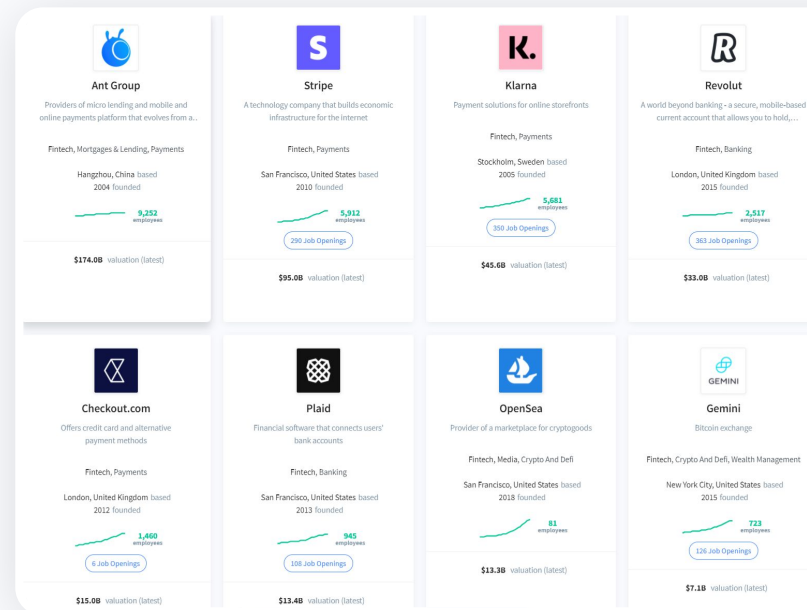 Ant Group
Providers of micro lending and mobile and
online payments platform that evolves from a...
Fintech, Mortgages & Lending, Payments
Hangzhou, China based
2004 founded
9,252
employees
$174.0B valuation (latest)
S
Stripe
A technology company that builds economic
infrastructure for the internet
Fintech, Payments
San Francisco, United States based
2010 founded
5,912
employees
290 Job Openings
$95.0B valuation (latest)
K.
Klarna
Payment solutions for online storefronts
Fintech, Payments
Stockholm, Sweden based
2005 founded
5,681
employees
350 Job Openings
$45.6B valuation (latest)
R
Revolut
A world beyond banking - a secure, mobile-based
current account that allows you to hold,...
Fintech, Banking
London, United Kingdom based
2015 founded
2,517
employees
363 Job Openings
$33.0B valuation (latest)
Checkout.com
Offers credit card and alternative
payment methods
Fintech, Payments
London, United Kingdom based
2012 founded
1,460
employees
6 Job Openings
$15.0B valuation (latest)
Plaid
Financial software that connects users'
bank accounts
Fintech, Banking
San Francisco, United States based
2013 founded
945
employees
108 Job Openings
$13.4B valuation (latest)
OpenSea
Provider of a marketplace for cryptogoods
Fintech, Media, Crypto And Defi
San Francisco, United States based
2018 founded
81
employees
$13.3B valuation (latest)
GEMINI
Gemini
Bitcoin exchange
Fintech, Crypto And Defi, Wealth Management
New York City, United States based
2015 founded
723
employees
126 Job Openings
$7.1B valuation (latest)